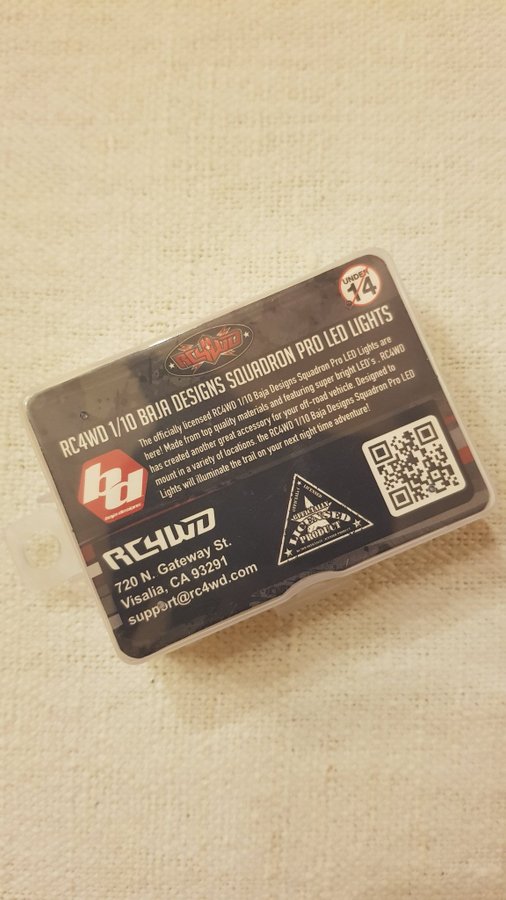 UNDER
14
RC4WD
RC4WD 1/10 BAJA DESIGNS SQUADRON PRO LED LIGHTS
The officially licensed RC4WD 1/10 Baja Designs Squadron Pro LED Lights are
here! Made from top quality materials and featuring super bright LED's , RC4WD
has created another great accessory for your off-road vehicle. Designed to
mount in a variety of locations, the RC4WD 1/10 Baja Designs Squadron Pro LED
Lights will illuminate the trail on your next night time adventure!
bd
baja designs
RC4WD
720 N. Gateway St.
Visalia, CA 93291
support@rc4wd.com
OFFICIALLY
LICENSED
PRODUCT